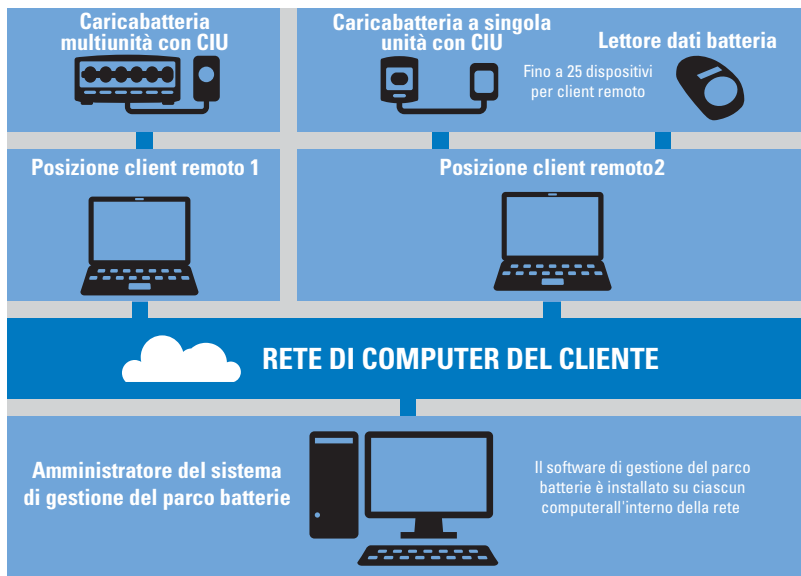 Caricabatteria
multiunità con CIU
Caricabatteria a singola
unità con CIU
Lettore dati batteria
Fino a 25 dispositivi
per client remoto
Posizione client remoto 1
Posizione client remoto2
RETE DI COMPUTER DEL CLIENTE
Amministratore del sistema
di gestione del parco batterie
Il software di gestione del parco
batterie è installato su ciascun
computerall'interno della rete